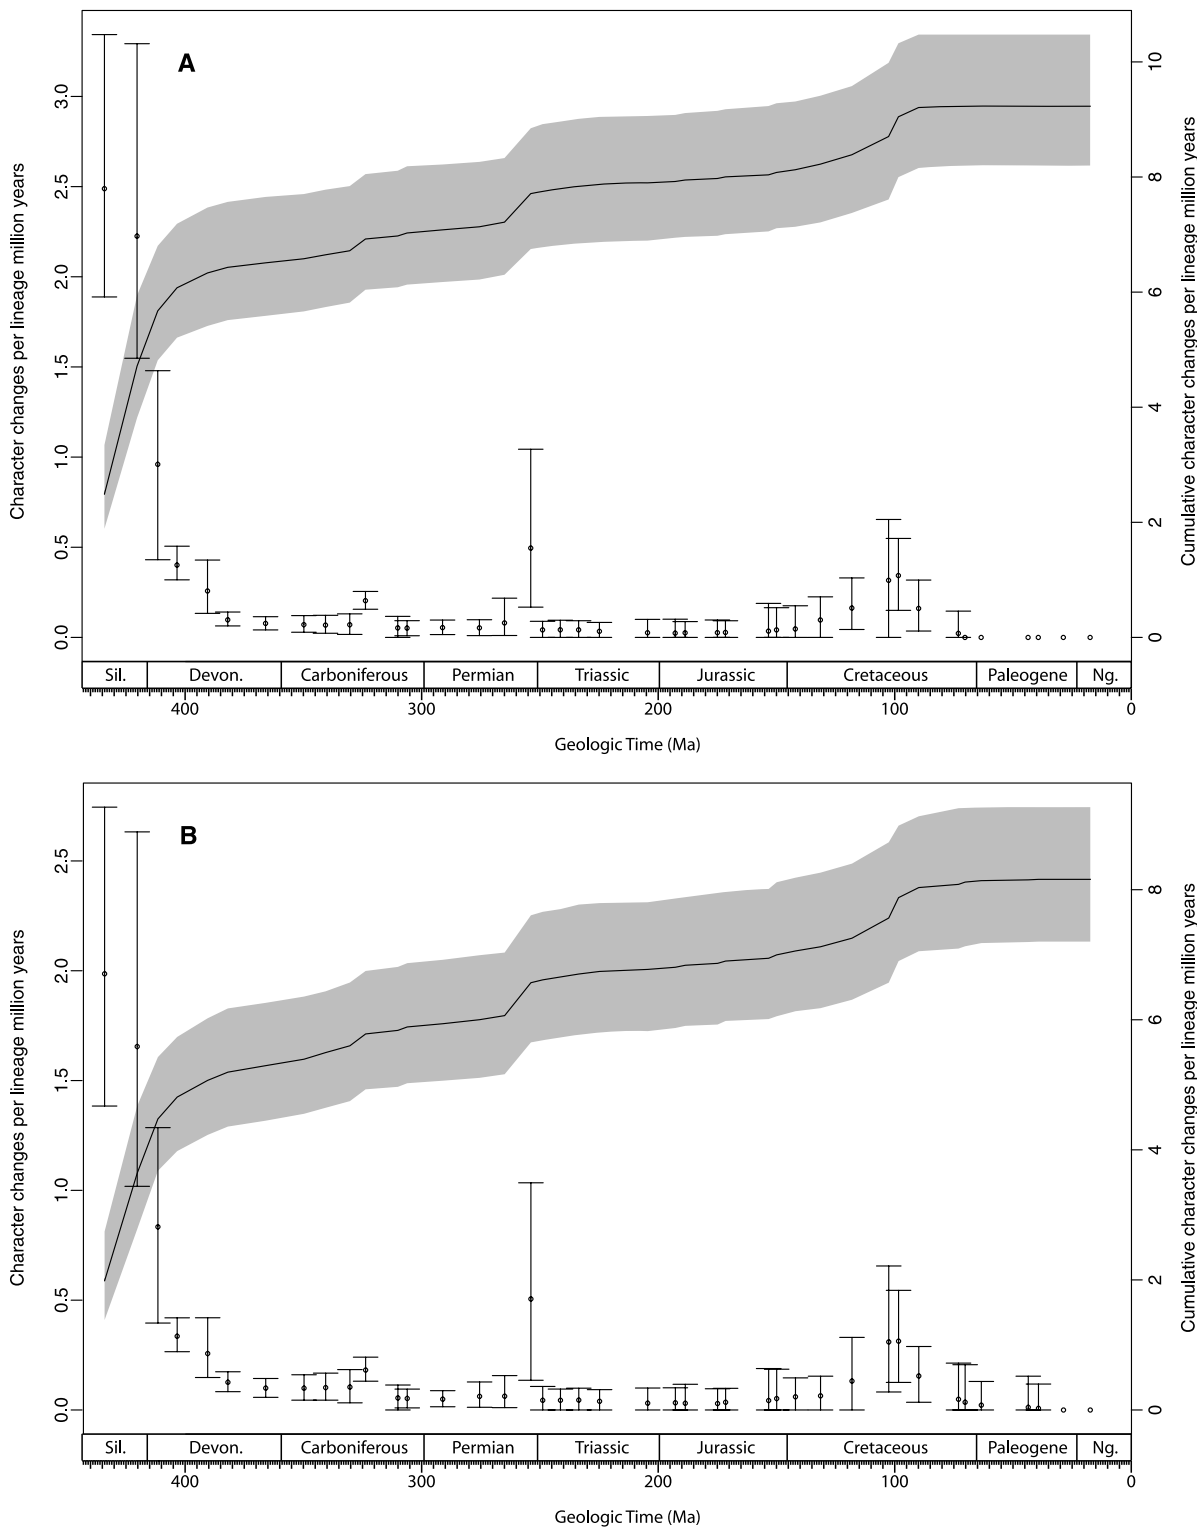 A
Character changes per lineage million years
0.0 0.5 1.0 1.5 2.0 2.5 3.0
Cumulative character changes per lineage million years
0 2 4 6 8 10
Sil. Devon. Carboniferous Permian Triassic Jurassic Cretaceous Paleogene Ng.
400 300 200 100 0
Geologic Time (Ma)
B
Character changes per lineage million years
0.0 0.5 1.0 1.5 2.0 2.5
Cumulative character changes per lineage million years
0 2 4 6 8
Sil. Devon. Carboniferous Permian Triassic Jurassic Cretaceous Paleogene Ng.
400 300 200 100 0
Geologic Time (Ma)